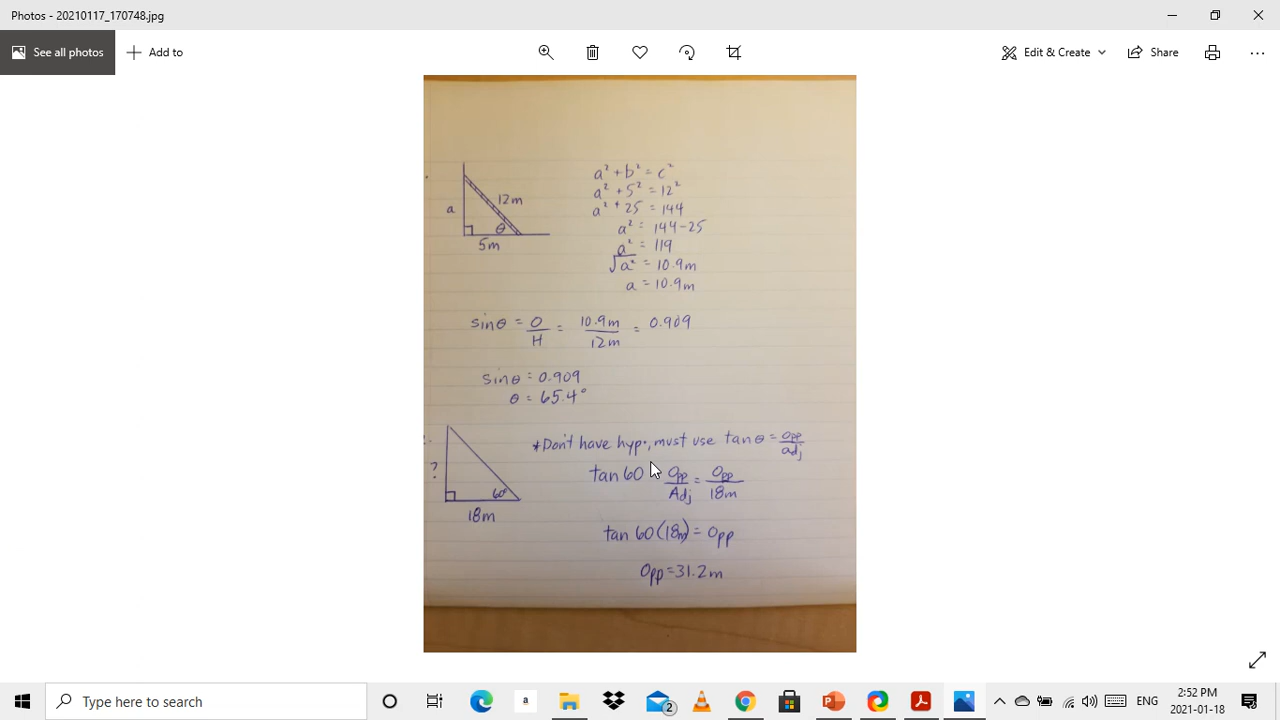 Photos - 20210117_170748.jpg
See all photos
Add to
Edit & Create
Share
a² + b² = c²
a² + 5² = 12²
a² + 25 = 144
a² = 144-25
a² = 119
√a² = 10.9m
a = 10.9m
12m
a
θ
5m
sinθ = O/H = 10.9m/12m = 0.909
sinθ = 0.909
θ = 65.4°
*Don't have hyp., must use tanθ = opp/adj
tan 60 Opp/Adj = Opp/18m
?
60°
18m
tan 60(18m) = Opp
Opp = 31.2m
Type here to search
a
2
ENG
2:52 PM
2021-01-18